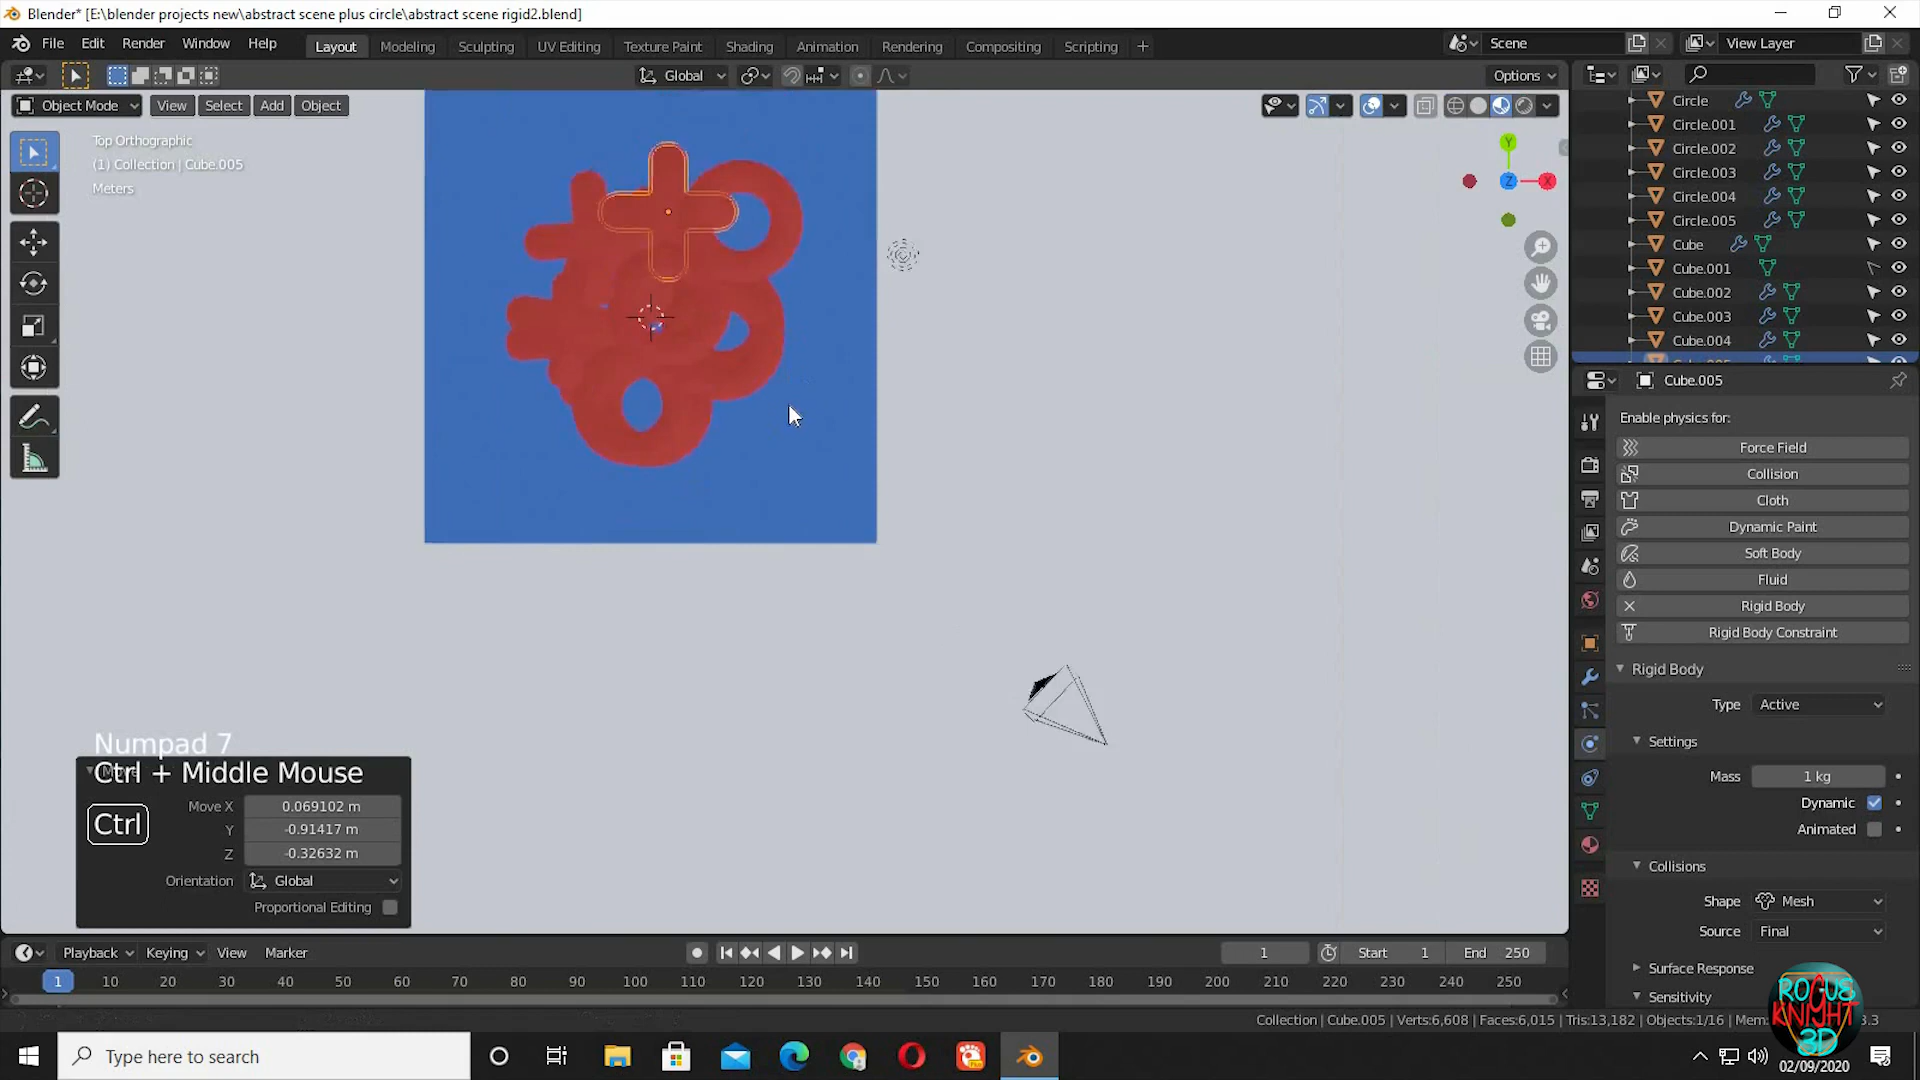 Blender* [E:\blender projects new\abstract scene plus circle\abstract scene rigid2.blend]
File Edit Render Window Help Layout Modeling Sculpting UV Editing Texture Paint Shading Animation Rendering Compositing Scripting + Scene View Layer
Global Options
Object Mode View Select Add Object
Top Orthographic
(1) Collection | Cube.005
Meters
Y
Z X
Circle
Circle.001
Circle.002
Circle.003
Circle.004
Circle.005
Cube
Cube.001
Cube.002
Cube.003
Cube.004
Cube.005
Enable physics for:
Force Field
Collision
Cloth
Dynamic Paint
Soft Body
Fluid
Rigid Body
Rigid Body Constraint
Rigid Body
Type Active
Settings
Mass 1 kg
Dynamic
Animated
Collisions
Shape Mesh
Source Final
Surface Response
Sensitivity
Numpad 7
Ctrl + Middle Mouse
Ctrl
Move X 0.069102 m
Y -0.91417 m
Z -0.32632 m
Orientation Global
Proportional Editing
Playback Keying View Marker 1 Start 1 End 250
1 10 20 30 40 50 60 70 80 90 100 110 120 130 140 150 160 170 180 190 200 210 220 230 240 250
Collection | Cube.005 | Verts:6,608 | Faces:6,015 | Tris:13,182 | Objects:1/16 | Mem:
ROGUE
KNIGHT
3D
Type here to search
02/09/2020